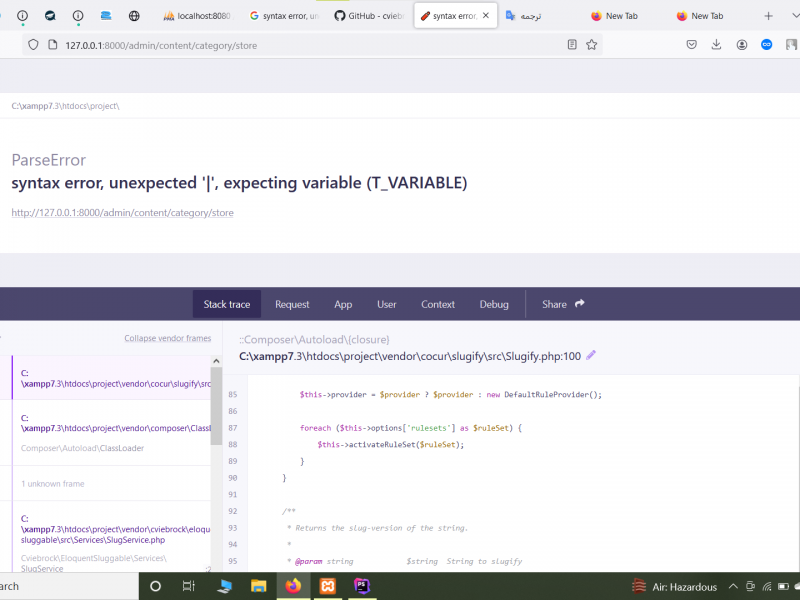 localhost:8080
syntax error, un
GitHub - cviebr
syntax error,
ترجمه
New Tab
New Tab
127.0.0.1:8000/admin/content/category/store
C:\xampp7.3\htdocs\project\
ParseError
syntax error, unexpected '|', expecting variable (T_VARIABLE)
http://127.0.0.1:8000/admin/content/category/store
Stack trace
Request
App
User
Context
Debug
Share
Collapse vendor frames
::Composer\Autoload\{closure}
C:\xampp7.3\htdocs\project\vendor\cocur\slugify\src\Slugify.php:100
C:
\xampp7.3\htdocs\project\vendor\cocur\slugify\src
C:
\xampp7.3\htdocs\project\vendor\composer\Class
Composer\Autoload\ClassLoader
1 unknown frame
C:
\xampp7.3\htdocs\project\vendor\cviebrock\eloque
sluggable\src\Services\SlugService.php
Cviebrock\EloquentSluggable\Services\
SlugService
:2
85 $this->provider = $provider ? $provider : new DefaultRuleProvider();
86
87 foreach ($this->options['rulesets'] as $ruleSet) {
88 $this->activateRuleSet($ruleSet);
89 }
90 }
91
92 /**
93 * Returns the slug-version of the string.
94 *
95 * @param string $string String to slugify
arch
Air: Hazardous